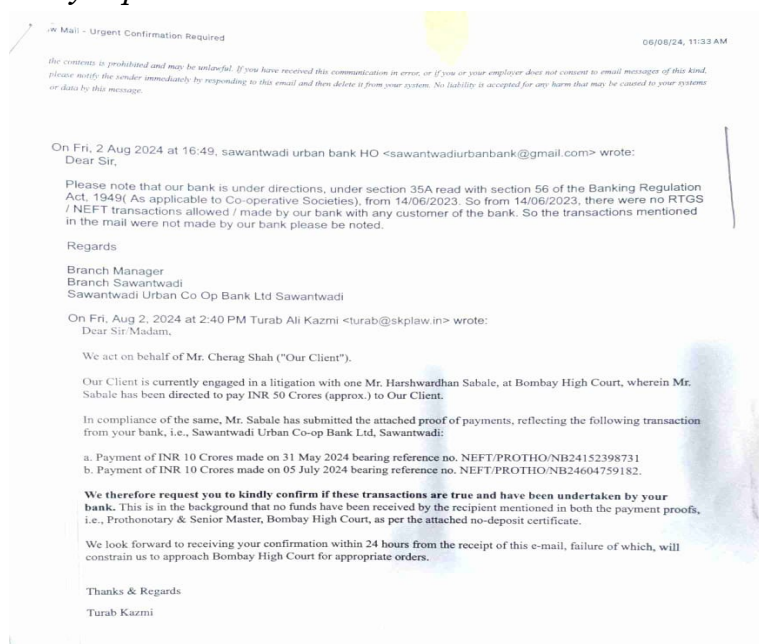 Mail - Urgent Confirmation Required
06/08/24, 11:33 AM
the contents is prohibited and may be unlawful. If you have received this communication in error, or if you or your employer does not consent to email messages of this kind,
please notify the sender immediately by responding to this email and then delete it from your system. No liability is accepted for any harm that may be caused to your systems
or data by this message.
On Fri, 2 Aug 2024 at 16:49, sawantwadi urban bank HO <sawantwadiurbanbank@gmail.com> wrote:
Dear Sir,
Please note that our bank is under directions, under section 35A read with section 56 of the Banking Regulation
Act, 1949( As applicable to Co-operative Societies), from 14/06/2023. So from 14/06/2023, there were no RTGS
/ NEFT transactions allowed / made by our bank with any customer of the bank. So the transactions mentioned
in the mail were not made by our bank please be noted.
Regards
Branch Manager
Branch Sawantwadi
Sawantwadi Urban Co Op Bank Ltd Sawantwadi
On Fri, Aug 2, 2024 at 2:40 PM Turab Ali Kazmi <turab@skplaw.in> wrote:
Dear Sir/Madam,
We act on behalf of Mr. Cherag Shah ("Our Client").
Our Client is currently engaged in a litigation with one Mr. Harshwardhan Sabale, at Bombay High Court, wherein Mr.
Sabale has been directed to pay INR 50 Crores (approx.) to Our Client.
In compliance of the same, Mr. Sabale has submitted the attached proof of payments, reflecting the following transaction
from your bank, i.e., Sawantwadi Urban Co-op Bank Ltd, Sawantwadi:
a. Payment of INR 10 Crores made on 31 May 2024 bearing reference no. NEFT/PROTHO/NB24152398731
b. Payment of INR 10 Crores made on 05 July 2024 bearing reference no. NEFT/PROTHO/NB24604759182.
We therefore request you to kindly confirm if these transactions are true and have been undertaken by your
bank. This is in the background that no funds have been received by the recipient mentioned in both the payment proofs,
i.e., Prothonotary & Senior Master, Bombay High Court, as per the attached no-deposit certificate.
We look forward to receiving your confirmation within 24 hours from the receipt of this e-mail, failure of which, will
constrain us to approach Bombay High Court for appropriate orders.
Thanks & Regards
Turab Kazmi